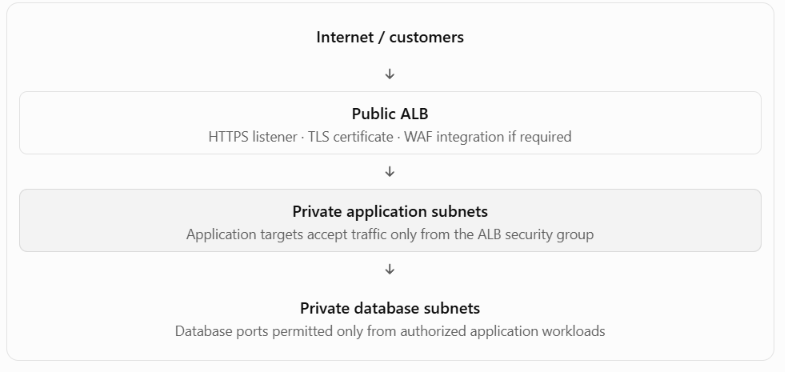 Internet / customers
↓
Public ALB
HTTPS listener · TLS certificate · WAF integration if required
↓
Private application subnets
Application targets accept traffic only from the ALB security group
↓
Private database subnets
Database ports permitted only from authorized application workloads